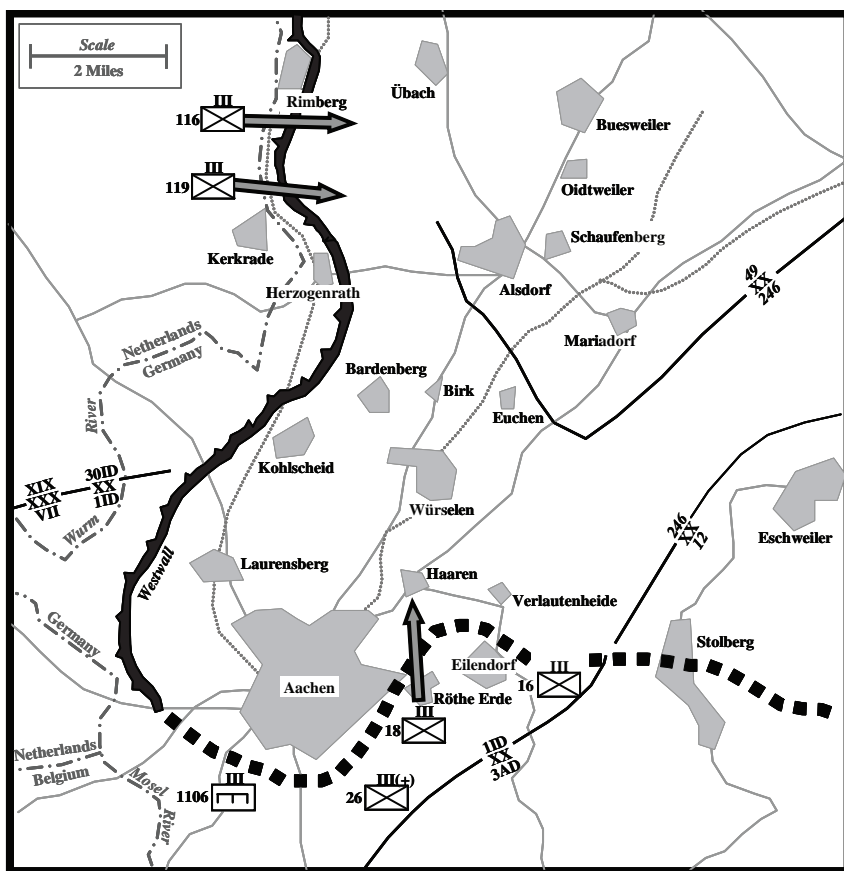 Scale
2 Miles
Übach
Rimberg
III
116
Buesweiler
III
119
Oidtweiler
Schaufenberg
Kerkrade
Herzogenrath
Alsdorf
49
XX
246
Netherlands
Germany
Mariadorf
Bardenberg
Birk
Euchen
River
Kohlscheid
XIX
XXX
VII
30ID
XX
1ID
Würselen
Wurm
246
XX
12
Eschweiler
Westwall
Laurensberg
Haaren
Verlautenheide
Germany
Stolberg
Eilendorf
III
16
Aachen
Röthe Erde
III
18
1ID
XX
3AD
Netherlands
Belgium
Mosel
River
III
1106
III(+)
26